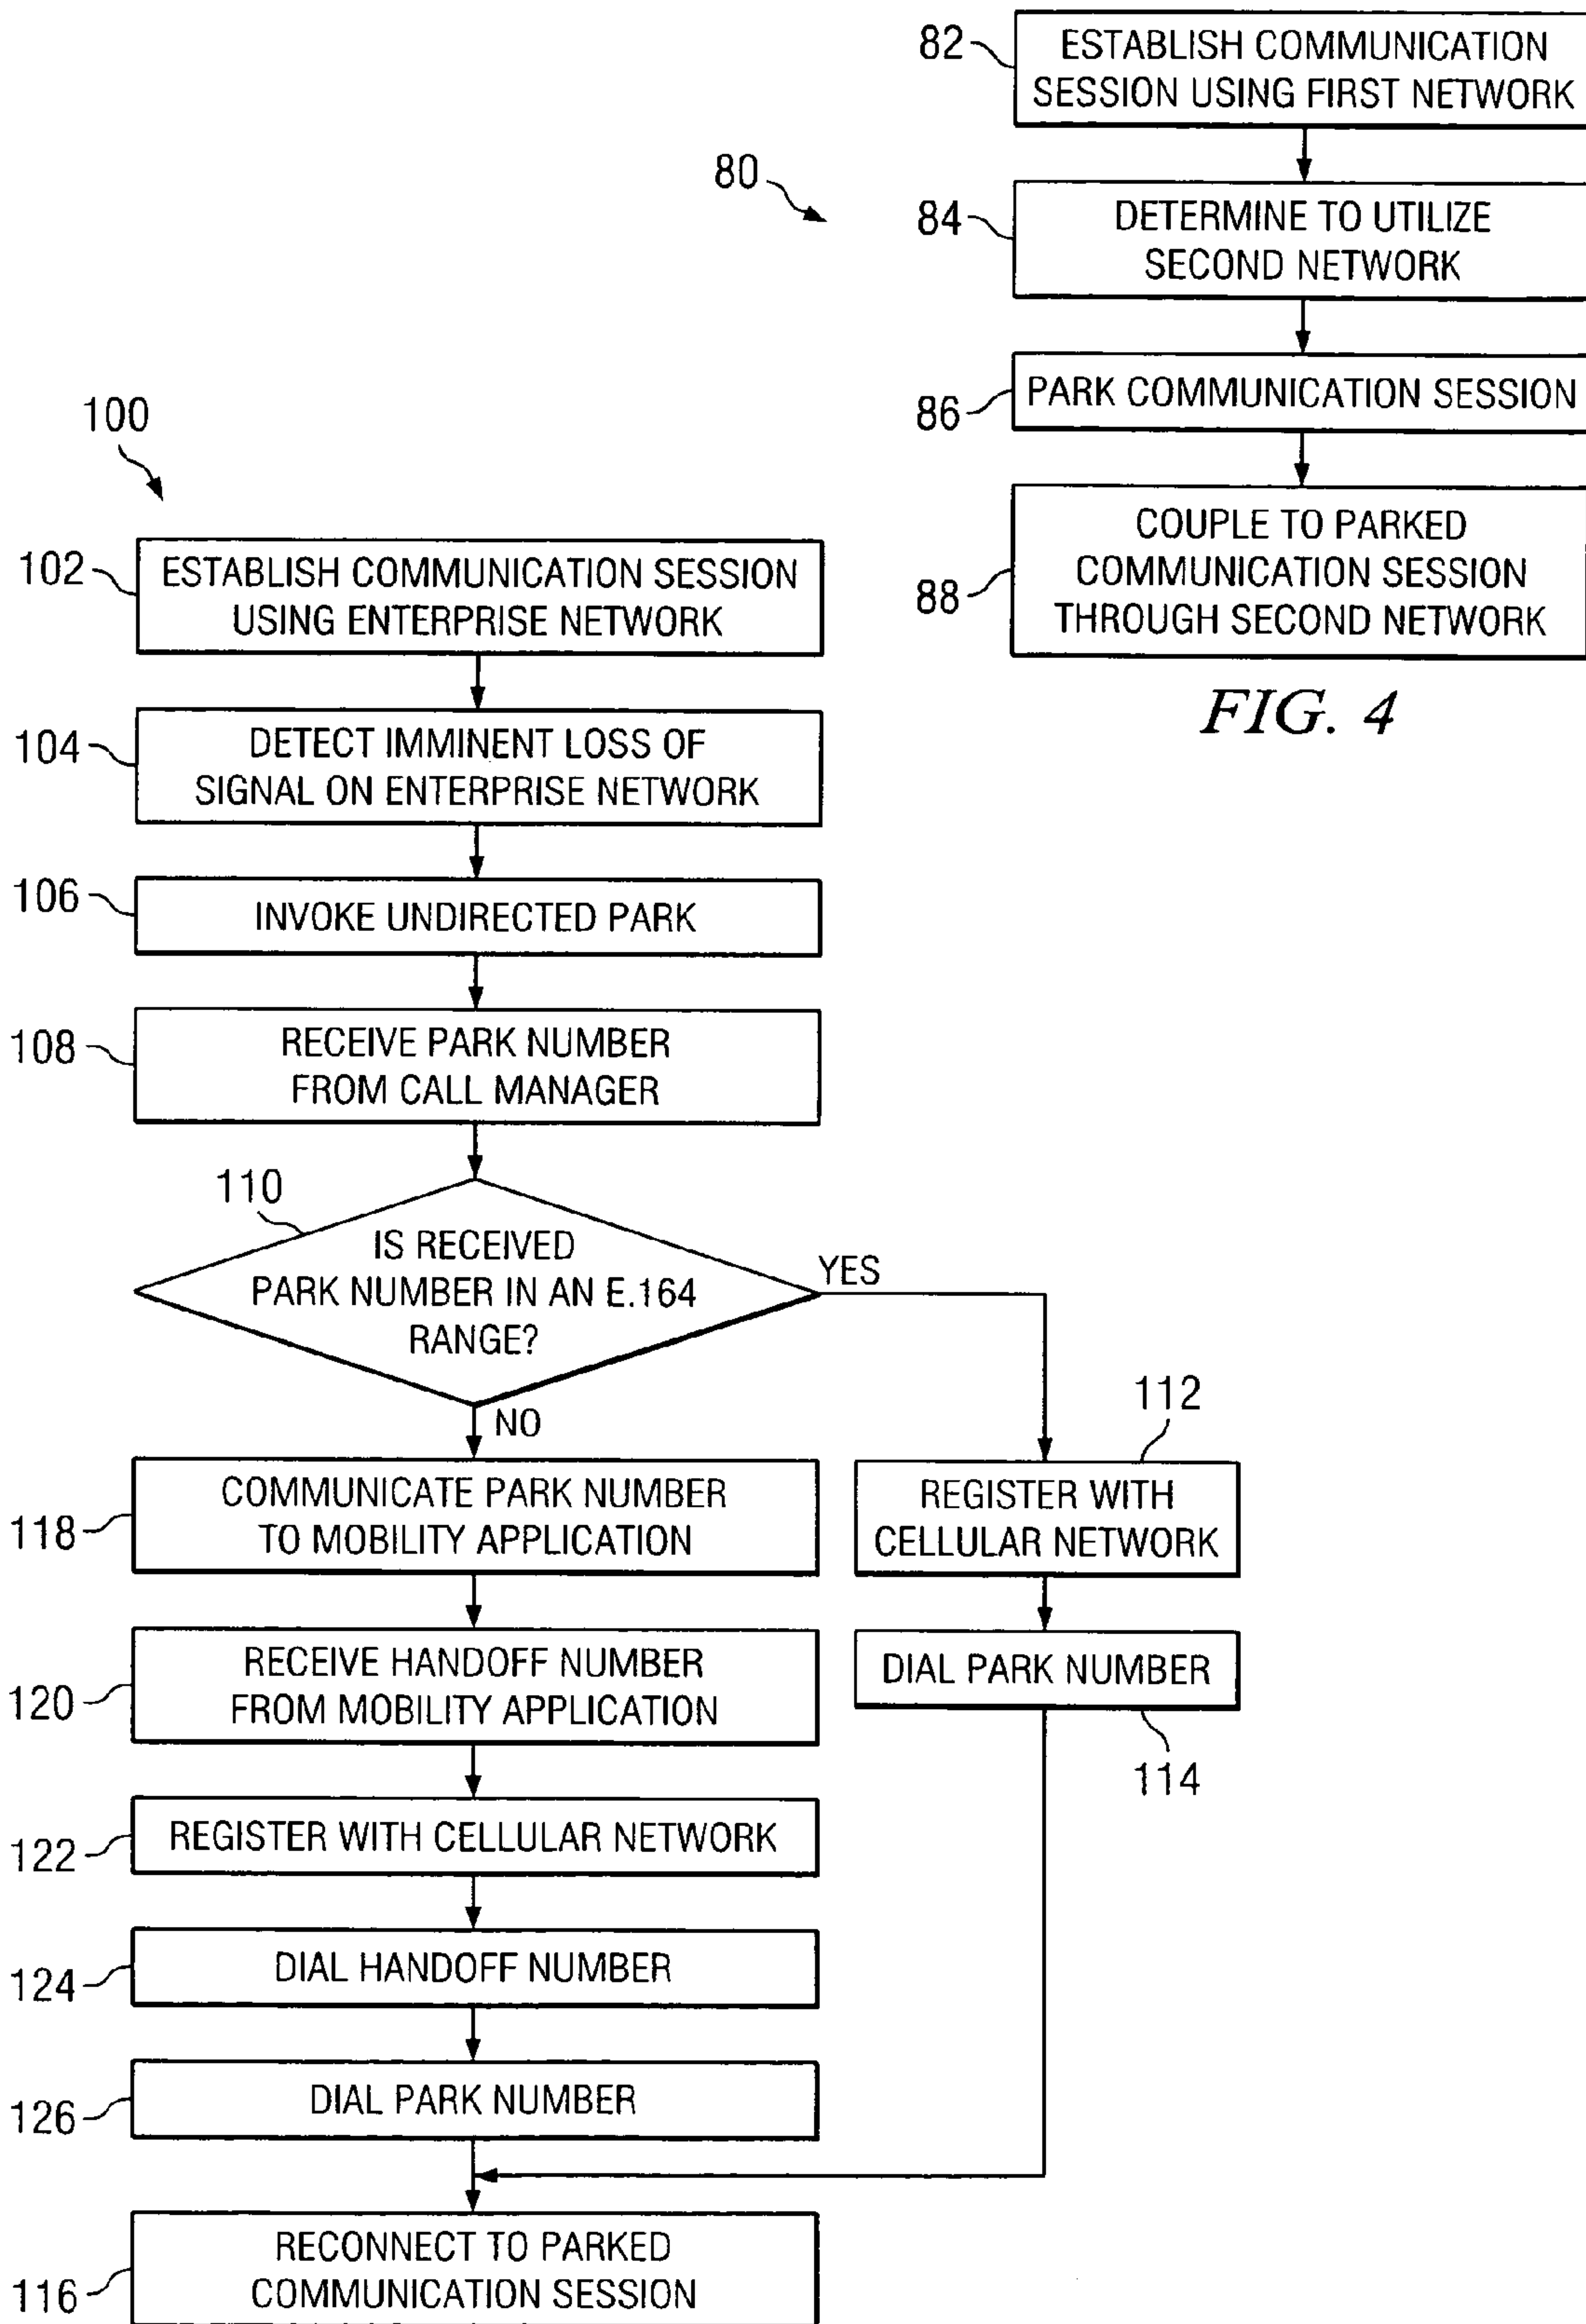 82
ESTABLISH COMMUNICATION
SESSION USING FIRST NETWORK
80
84
DETERMINE TO UTILIZE
SECOND NETWORK
86
PARK COMMUNICATION SESSION
88
COUPLE TO PARKED
COMMUNICATION SESSION
THROUGH SECOND NETWORK
FIG. 4
100
102
ESTABLISH COMMUNICATION SESSION
USING ENTERPRISE NETWORK
104
DETECT IMMINENT LOSS OF
SIGNAL ON ENTERPRISE NETWORK
106
INVOKE UNDIRECTED PARK
108
RECEIVE PARK NUMBER
FROM CALL MANAGER
110
IS RECEIVED
PARK NUMBER IN AN E.164
RANGE?
YES
NO
112
REGISTER WITH
CELLULAR NETWORK
DIAL PARK NUMBER
114
118
COMMUNICATE PARK NUMBER
TO MOBILITY APPLICATION
120
RECEIVE HANDOFF NUMBER
FROM MOBILITY APPLICATION
122
REGISTER WITH CELLULAR NETWORK
124
DIAL HANDOFF NUMBER
126
DIAL PARK NUMBER
116
RECONNECT TO PARKED
COMMUNICATION SESSION